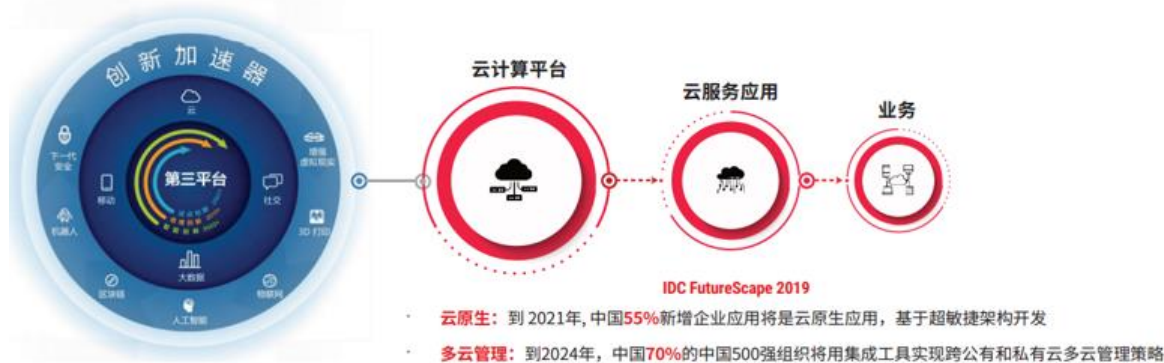 创新加速器
云
下一代
安全
增强
虚拟现实
第三平台
移动
社交
机器人
3D 打印
大数据
区块链
物联网
人工智能
云计算平台
云服务应用
业务
IDC FutureScape 2019
· 云原生：到 2021年, 中国55%新增企业应用将是云原生应用，基于超敏捷架构开发
· 多云管理：到2024年，中国70%的中国500强组织将用集成工具实现跨公有和私有云多云管理策略